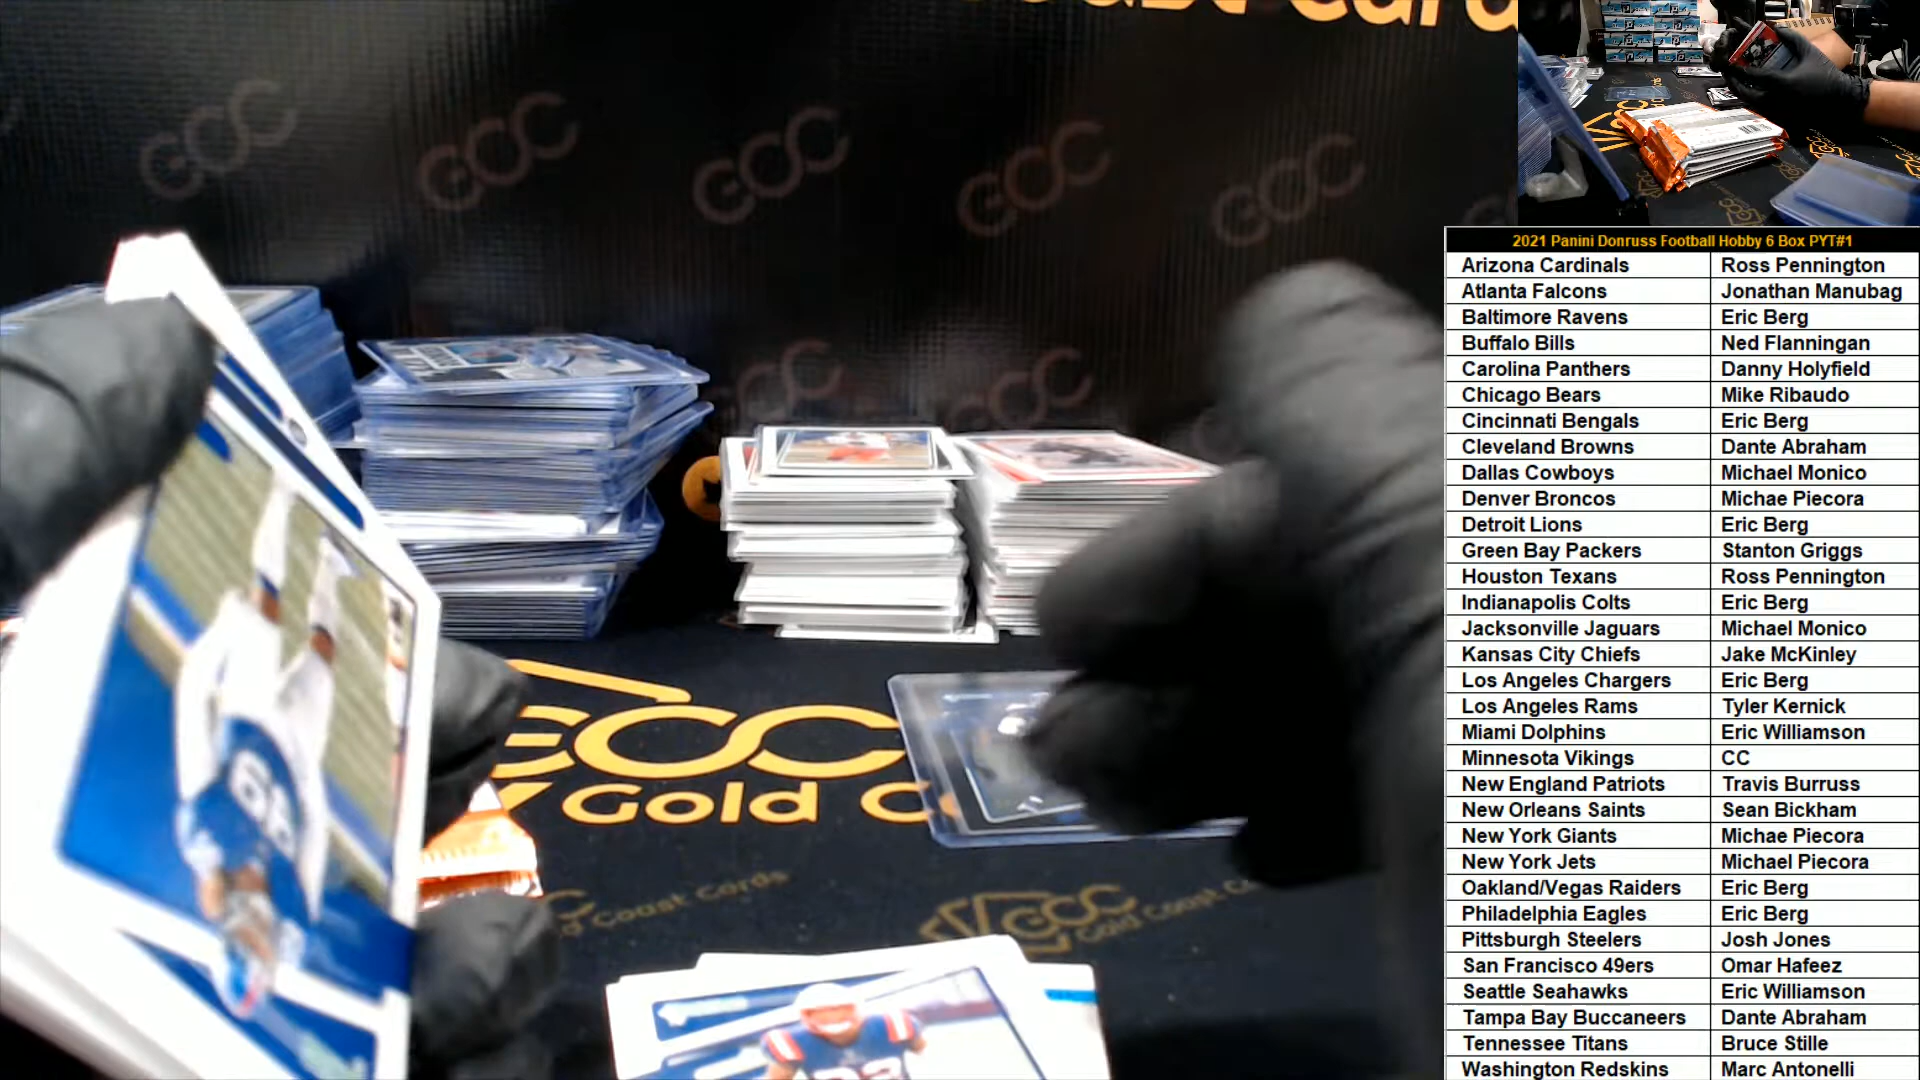 Coast Cards
GCC
GCC
GCC
GCC
GCC
GCC
GCC
2021 Panini Donruss Football Hobby 6 Box PYT#1
Arizona Cardinals Ross Pennington
Atlanta Falcons Jonathan Manubag
Baltimore Ravens Eric Berg
Buffalo Bills Ned Flanningan
Carolina Panthers Danny Holyfield
Chicago Bears Mike Ribaudo
Cincinnati Bengals Eric Berg
Cleveland Browns Dante Abraham
Dallas Cowboys Michael Monico
Denver Broncos Michae Piecora
Detroit Lions Eric Berg
Green Bay Packers Stanton Griggs
Houston Texans Ross Pennington
Indianapolis Colts Eric Berg
Jacksonville Jaguars Michael Monico
Kansas City Chiefs Jake McKinley
Los Angeles Chargers Eric Berg
Los Angeles Rams Tyler Kernick
Miami Dolphins Eric Williamson
Minnesota Vikings CC
New England Patriots Travis Burruss
New Orleans Saints Sean Bickham
New York Giants Michae Piecora
New York Jets Michael Piecora
Oakland/Vegas Raiders Eric Berg
Philadelphia Eagles Eric Berg
Pittsburgh Steelers Josh Jones
San Francisco 49ers Omar Hafeez
Seattle Seahawks Eric Williamson
Tampa Bay Buccaneers Dante Abraham
Tennessee Titans Bruce Stille
Washington Redskins Marc Antonelli
GCC
Gold C
Coast Cards
GCC
Gold Coast C